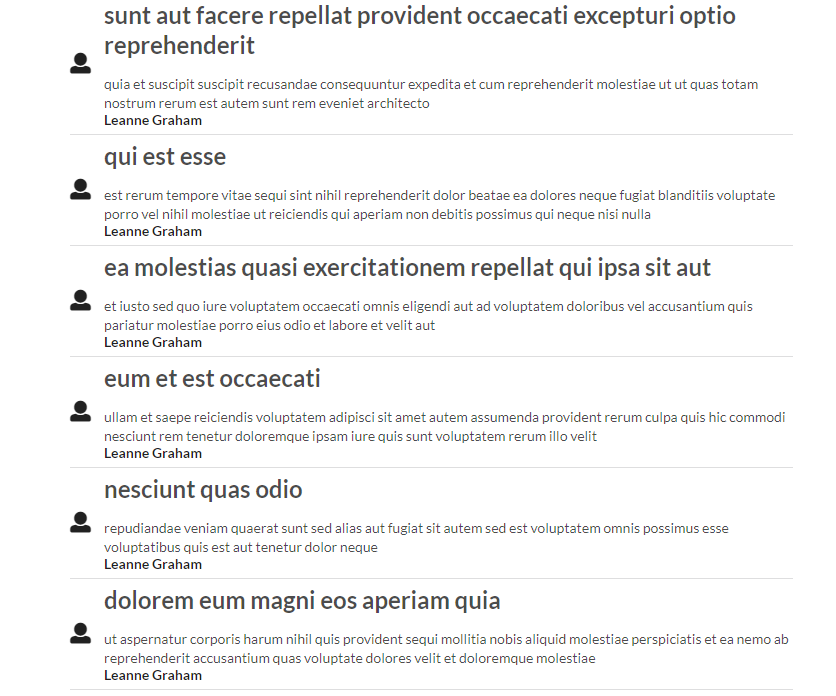 sunt aut facere repellat provident occaecati excepturi optio
reprehenderit
quia et suscipit suscipit recusandae consequuntur expedita et cum reprehenderit molestiae ut ut quas totam
nostrum rerum est autem sunt rem eveniet architecto
Leanne Graham
qui est esse
est rerum tempore vitae sequi sint nihil reprehenderit dolor beatae ea dolores neque fugiat blanditiis voluptate
porro vel nihil molestiae ut reiciendis qui aperiam non debitis possimus qui neque nisi nulla
Leanne Graham
ea molestias quasi exercitationem repellat qui ipsa sit aut
et iusto sed quo iure voluptatem occaecati omnis eligendi aut ad voluptatem doloribus vel accusantium quis
pariatur molestiae porro eius odio et labore et velit aut
Leanne Graham
eum et est occaecati
ullam et saepe reiciendis voluptatem adipisci sit amet autem assumenda provident rerum culpa quis hic commodi
nesciunt rem tenetur doloremque ipsam iure quis sunt voluptatem rerum illo velit
Leanne Graham
nesciunt quas odio
repudiandae veniam quaerat sunt sed alias aut fugiat sit autem sed est voluptatem omnis possimus esse
voluptatibus quis est aut tenetur dolor neque
Leanne Graham
dolorem eum magni eos aperiam quia
ut aspernatur corporis harum nihil quis provident sequi mollitia nobis aliquid molestiae perspiciatis et ea nemo ab
reprehenderit accusantium quas voluptate dolores velit et doloremque molestiae
Leanne Graham